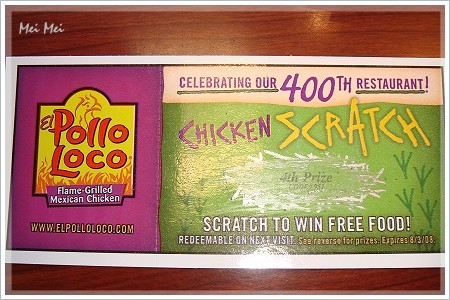 Mei Mei
CELEBRATING OUR 400TH RESTAURANT!
El
Pollo
Loco
Flame-Grilled
Mexican Chicken
WWW.ELPOLLOLOCO.COM
CHICKEN SCRATCH
4th Prize
SCRATCH TO WIN FREE FOOD!
REDEEMABLE ON NEXT VISIT. See reverse for prizes. Expires 8/3/08.